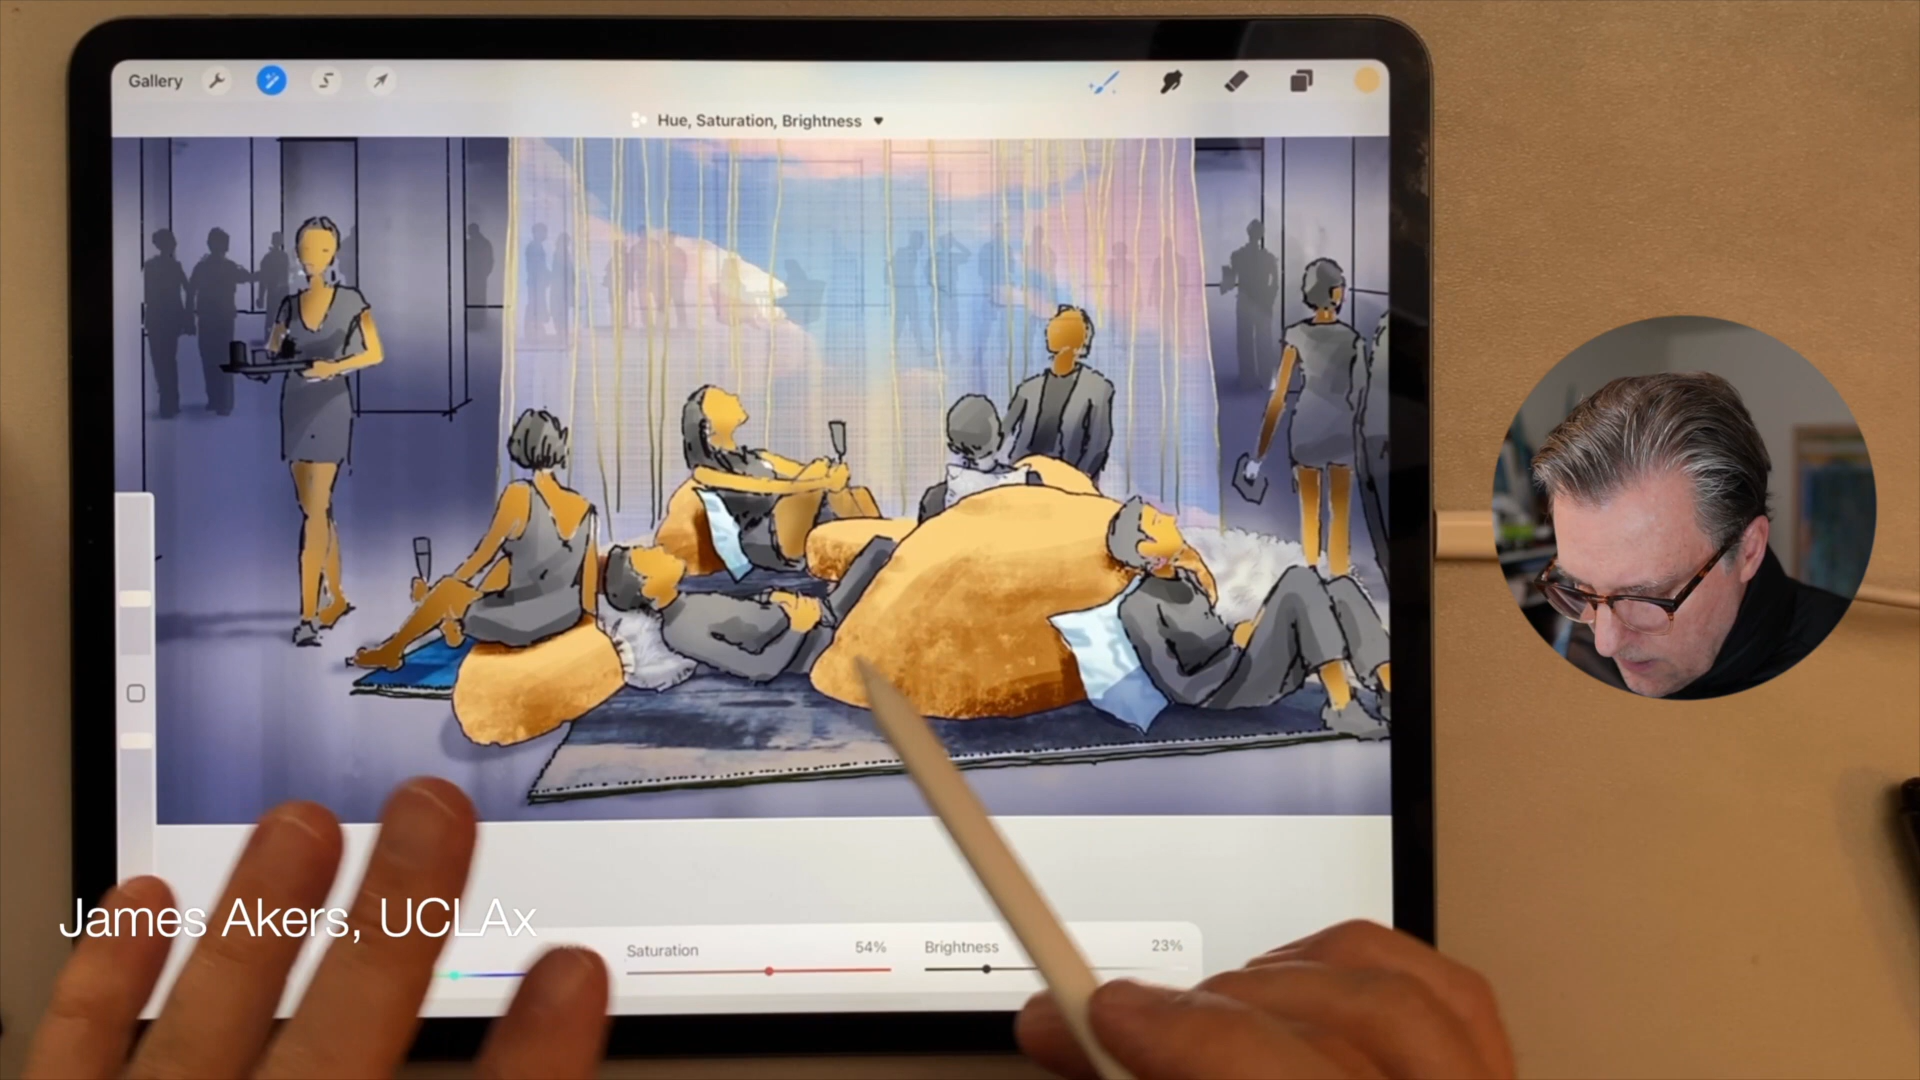 Gallery
Hue, Saturation, Brightness
James Akers, UCLAx
Saturation 54% Brightness 23%